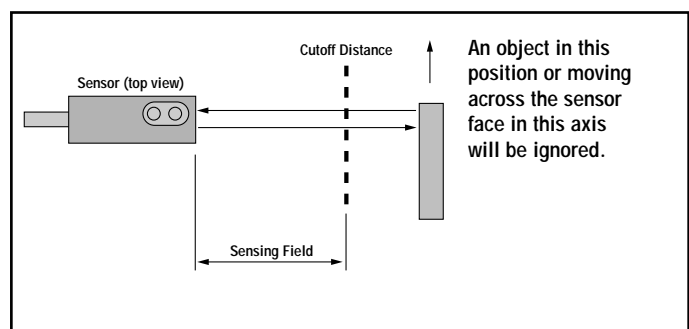 Cutoff Distance
Sensor (top view)
An object in this
position or moving
across the sensor
face in this axis
will be ignored.
Sensing Field